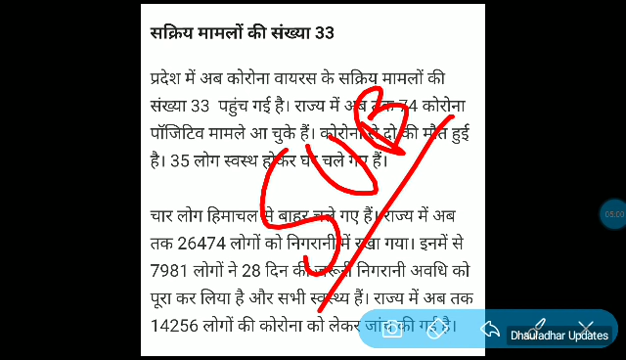 सक्रिय मामलों की संख्या 33
प्रदेश में अब कोरोना वायरस के सक्रिय मामलों की
संख्या 33 पहुंच गई है। राज्य में अब तक 74 कोरोना
पॉजिटिव मामले आ चुके हैं। कोरोना से दो की मौत हुई
है। 35 लोग स्वस्थ होकर घर चले गए हैं।
चार लोग हिमाचल से बाहर चले गए हैं। राज्य में अब
तक 26474 लोगों को निगरानी में रखा गया। इनमें से
7981 लोगों ने 28 दिन की जरूरी निगरानी अवधि को
पूरा कर लिया है और सभी स्वस्थ्य हैं। राज्य में अब तक
14256 लोगों की कोरोना को लेकर जांच की गई है।
SUB
05:00
Dhauladhar Updates